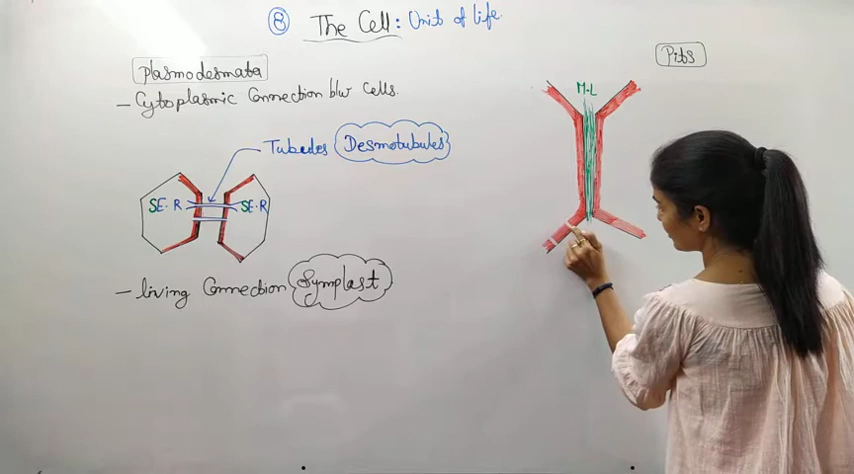 8 The Cell: Unit of life.
Plasmodesmata
- Cytoplasmic Connection b/w Cells.
Tubules Desmotubules
SE.R SE.R
- living Connection Symplast
Pits
M.L